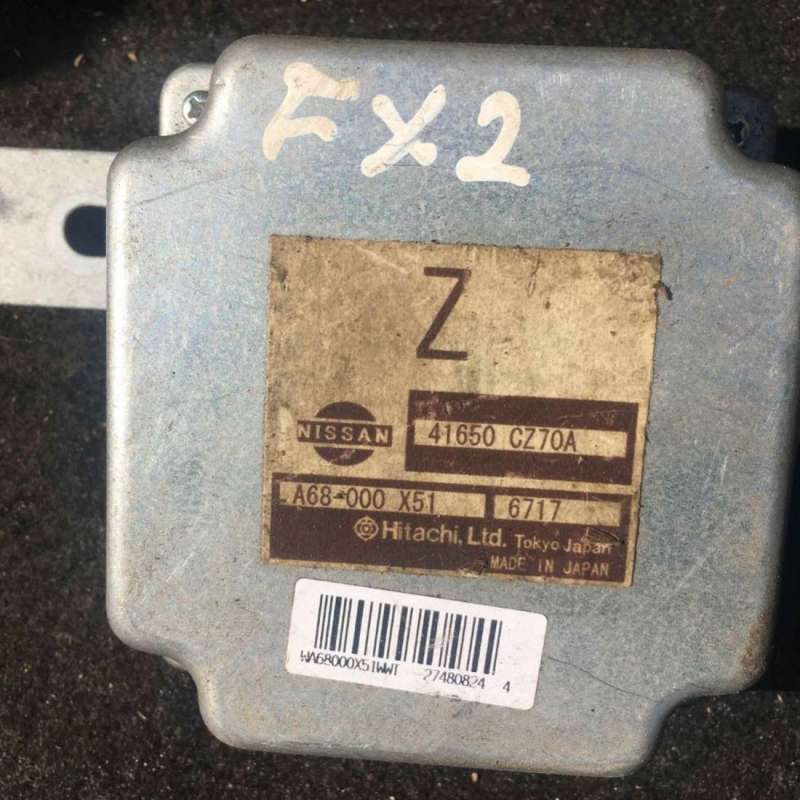 FX2
Z
NISSAN
41650 CZ70A
A68-000 X51 6717
Hitachi, Ltd. Tokyo Japan
MADE IN JAPAN
WA68000X51WWT 27480824 4